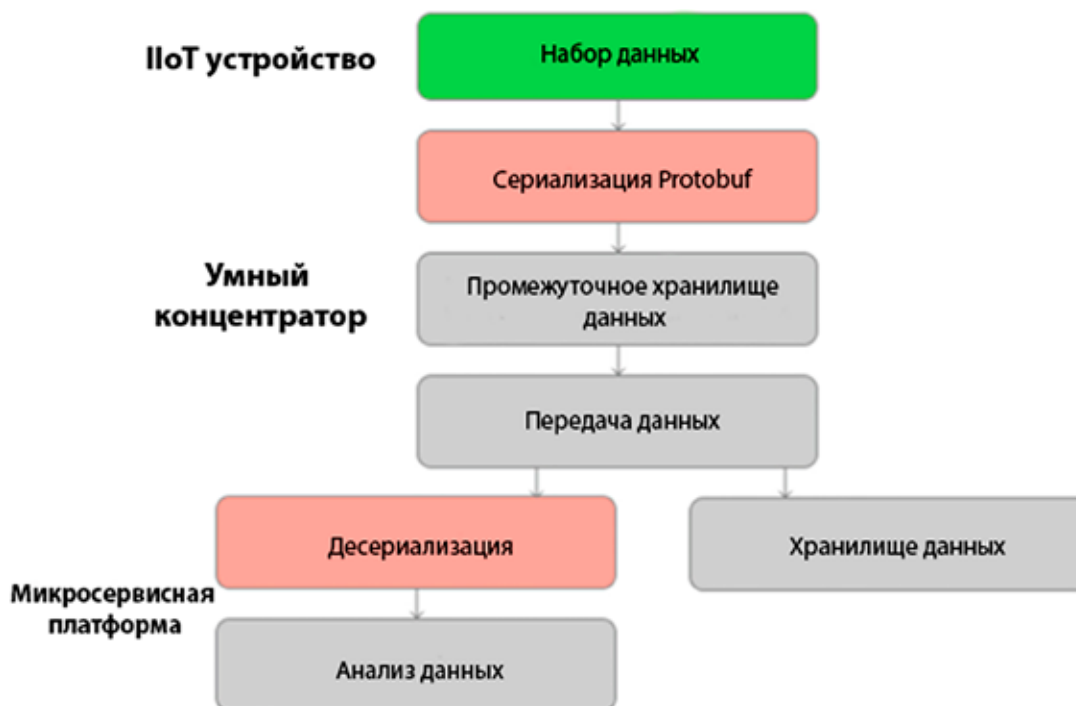 IIoT устройство
Набор данных
Сериализация Protobuf
Умный
концентратор
Промежуточное хранилище
данных
Передача данных
Десериализация
Хранилище данных
Микросервисная
платформа
Анализ данных